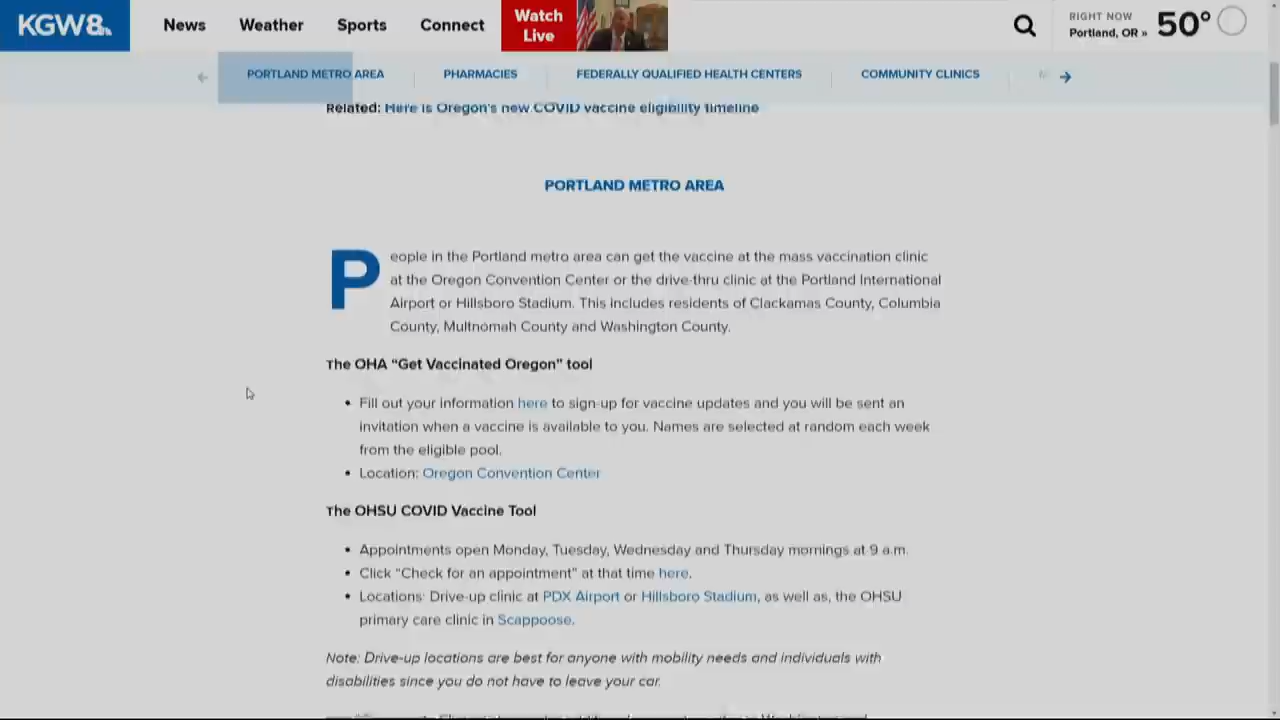 KGW8
News
Weather
Sports
Connect
Watch
Live
RIGHT NOW
Portland, OR »
50°
PORTLAND METRO AREA
PHARMACIES
FEDERALLY QUALIFIED HEALTH CENTERS
COMMUNITY CLINICS
Related: Here is Oregon's new COVID vaccine eligibility timeline
PORTLAND METRO AREA
People in the Portland metro area can get the vaccine at the mass vaccination clinic
at the Oregon Convention Center or the drive-thru clinic at the Portland International
Airport or Hillsboro Stadium. This includes residents of Clackamas County, Columbia
County, Multnomah County and Washington County.
The OHA “Get Vaccinated Oregon” tool
• Fill out your information here to sign-up for vaccine updates and you will be sent an
invitation when a vaccine is available to you. Names are selected at random each week
from the eligible pool.
• Location: Oregon Convention Center
The OHSU COVID Vaccine Tool
• Appointments open Monday, Tuesday, Wednesday and Thursday mornings at 9 a.m.
• Click “Check for an appointment” at that time here.
• Locations: Drive-up clinic at PDX Airport or Hillsboro Stadium, as well as, the OHSU
primary care clinic in Scappoose.
Note: Drive-up locations are best for anyone with mobility needs and individuals with
disabilities since you do not have to leave your car.